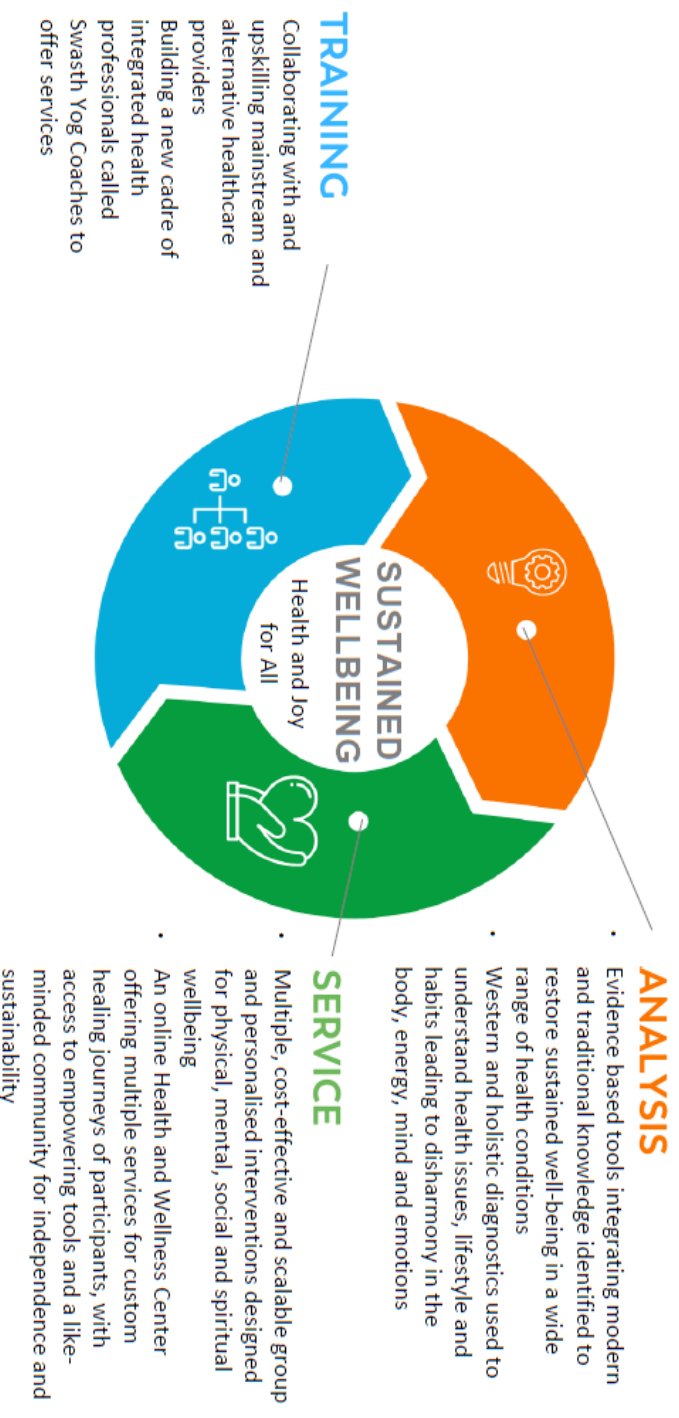 TRAINING
Collaborating with and
upskilling mainstream and
alternative healthcare
providers
Building a new cadre of
integrated health
professionals called
Swasth Yog Coaches to
offer services
SUSTAINED
WELLBEING
Health and Joy
for All
ANALYSIS
• Evidence based tools integrating modern
and traditional knowledge identified to
restore sustained well-being in a wide
range of health conditions
• Western and holistic diagnostics used to
understand health issues, lifestyle and
habits leading to disharmony in the
body, energy, mind and emotions
SERVICE
• Multiple, cost-effective and scalable group
and personalised interventions designed
for physical, mental, social and spiritual
wellbeing
• An online Health and Wellness Center
offering multiple services for custom
healing journeys of participants, with
access to empowering tools and a like-
minded community for independence and
sustainability